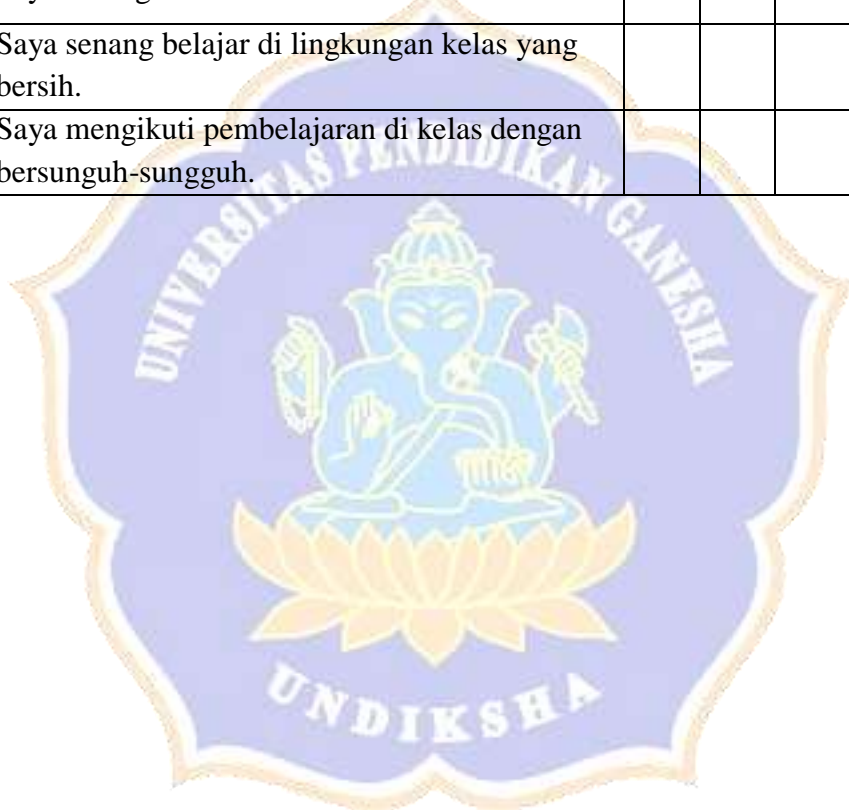 Saya senang belajar di lingkungan kelas yang
bersih.
Saya mengikuti pembelajaran di kelas dengan
bersunguh-sungguh.
UNIVERSITAS PENDIDIKAN GANESHA
UNDIKSHA